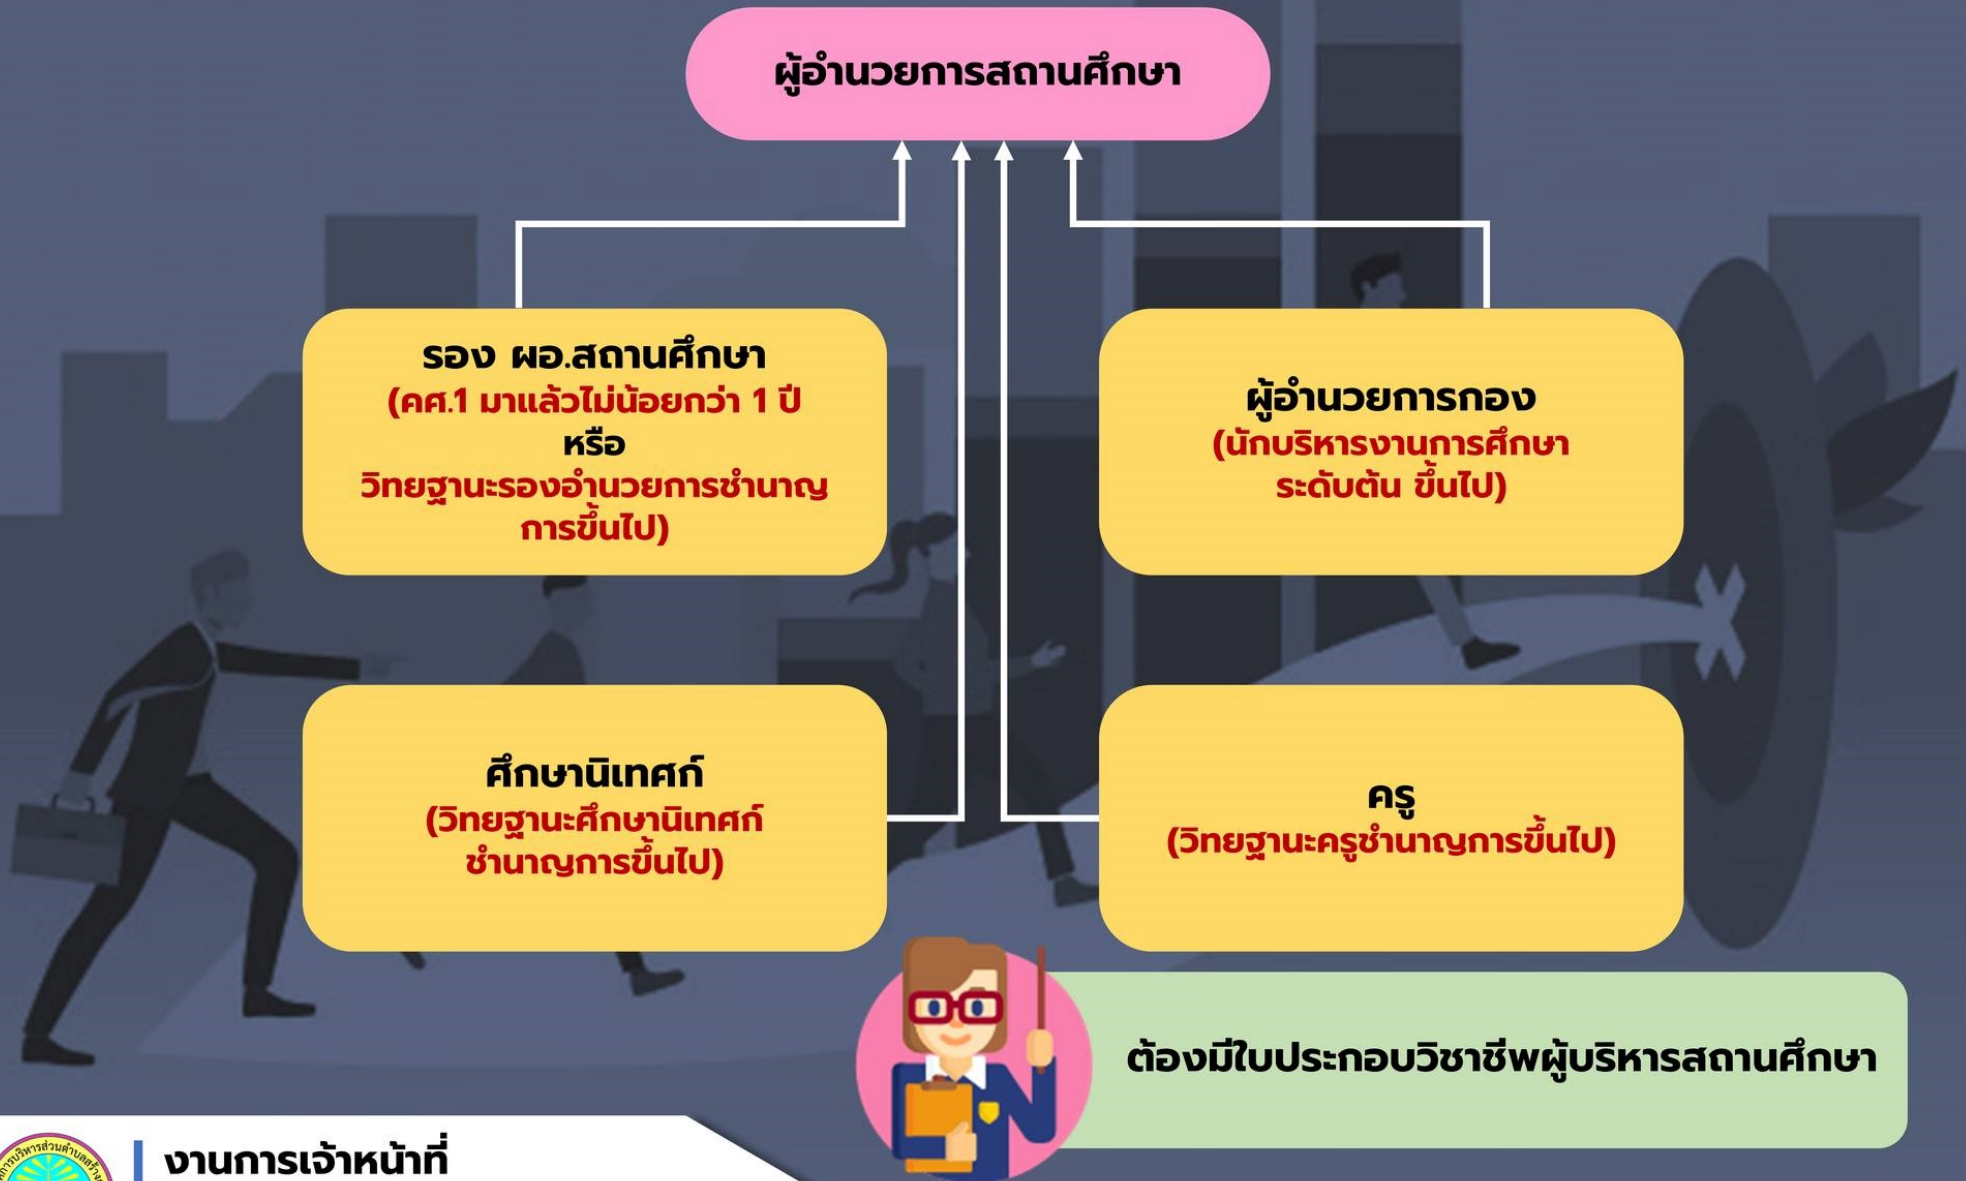 ผู้อำนวยการสถานศึกษา
รอง ผอ.สถานศึกษา
(คศ.1 มาแล้วไม่น้อยกว่า 1 ปี
หรือ
วิทยฐานะรองอำนวยการชำนาญ
การขึ้นไป)
ผู้อำนวยการกอง
(นักบริหารงานการศึกษา
ระดับต้น ขึ้นไป)
ศึกษานิเทศก์
(วิทยฐานะศึกษานิเทศก์
ชำนาญการขึ้นไป)
ครู
(วิทยฐานะครูชำนาญการขึ้นไป)
ต้องมีใบประกอบวิชาชีพผู้บริหารสถานศึกษา
งานการเจ้าหน้าที่